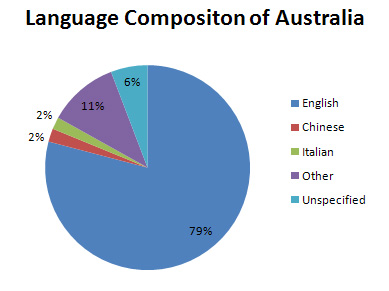 Language Compositon of Australia
6%
11%
2%
2%
79%
English
Chinese
Italian
Other
Unspecified